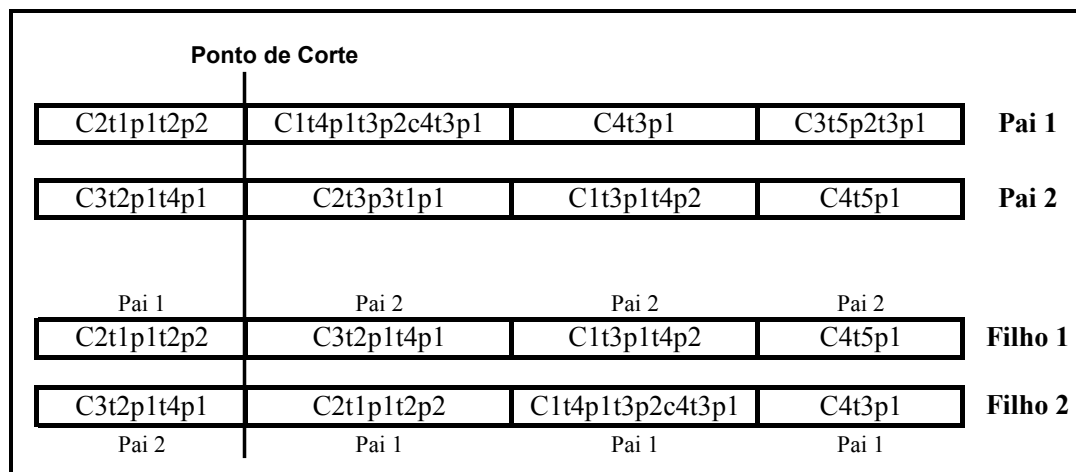 Ponto de Corte
C2t1p1t2p2 C1t4p1t3p2c4t3p1 C4t3p1 C3t5p2t3p1 Pai 1
C3t2p1t4p1 C2t3p3t1p1 C1t3p1t4p2 C4t5p1 Pai 2
Pai 1 Pai 2 Pai 2 Pai 2
C2t1p1t2p2 C3t2p1t4p1 C1t3p1t4p2 C4t5p1 Filho 1
C3t2p1t4p1 C2t1p1t2p2 C1t4p1t3p2c4t3p1 C4t3p1 Filho 2
Pai 2 Pai 1 Pai 1 Pai 1